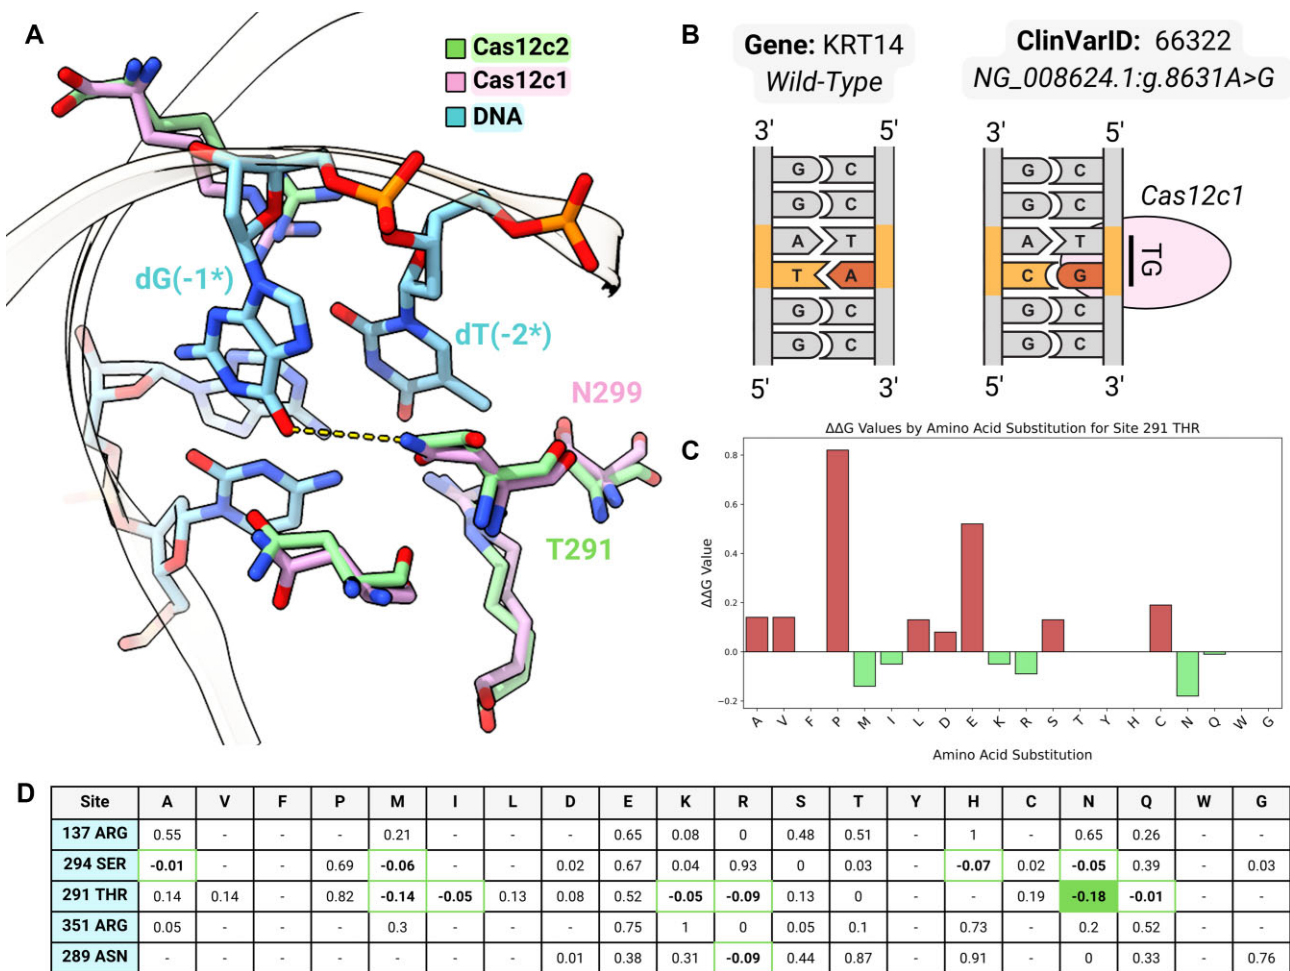 A
Cas12c2
Cas12c1
DNA
dG(-1*)
dT(-2*)
N299
T291
B
Gene: KRT14
Wild-Type
ClinVarID: 66322
NG_008624.1:g.8631A>G
3' 5'
G C
G C
A T
T A
G C
G C
5' 3'
3' 5'
Cas12c1
G C
G C
A T
C G
TG
G C
G C
5' 3'
C
ΔΔG Values by Amino Acid Substitution for Site 291 THR
ΔΔG Value
0.8
0.6
0.4
0.2
0.0
−0.2
A V F P M I L D E K R S T Y H C N Q W G
Amino Acid Substitution
D
Site A V F P M I L D E K R S T Y H C N Q W G
137 ARG 0.55 - - - 0.21 - - - 0.65 0.08 0 0.48 0.51 - 1 - 0.65 0.26 - -
294 SER -0.01 - - 0.69 -0.06 - - 0.02 0.67 0.04 0.93 0 0.03 - -0.07 0.02 -0.05 0.39 - 0.03
291 THR 0.14 0.14 - 0.82 -0.14 -0.05 0.13 0.08 0.52 -0.05 -0.09 0.13 0 - - 0.19 -0.18 -0.01 - -
351 ARG 0.05 - - - 0.3 - - - 0.75 1 0 0.05 0.1 - 0.73 - 0.2 0.52 - -
289 ASN - - - - - - - 0.01 0.38 0.31 -0.09 0.44 0.87 - 0.91 - 0 0.33 - 0.76